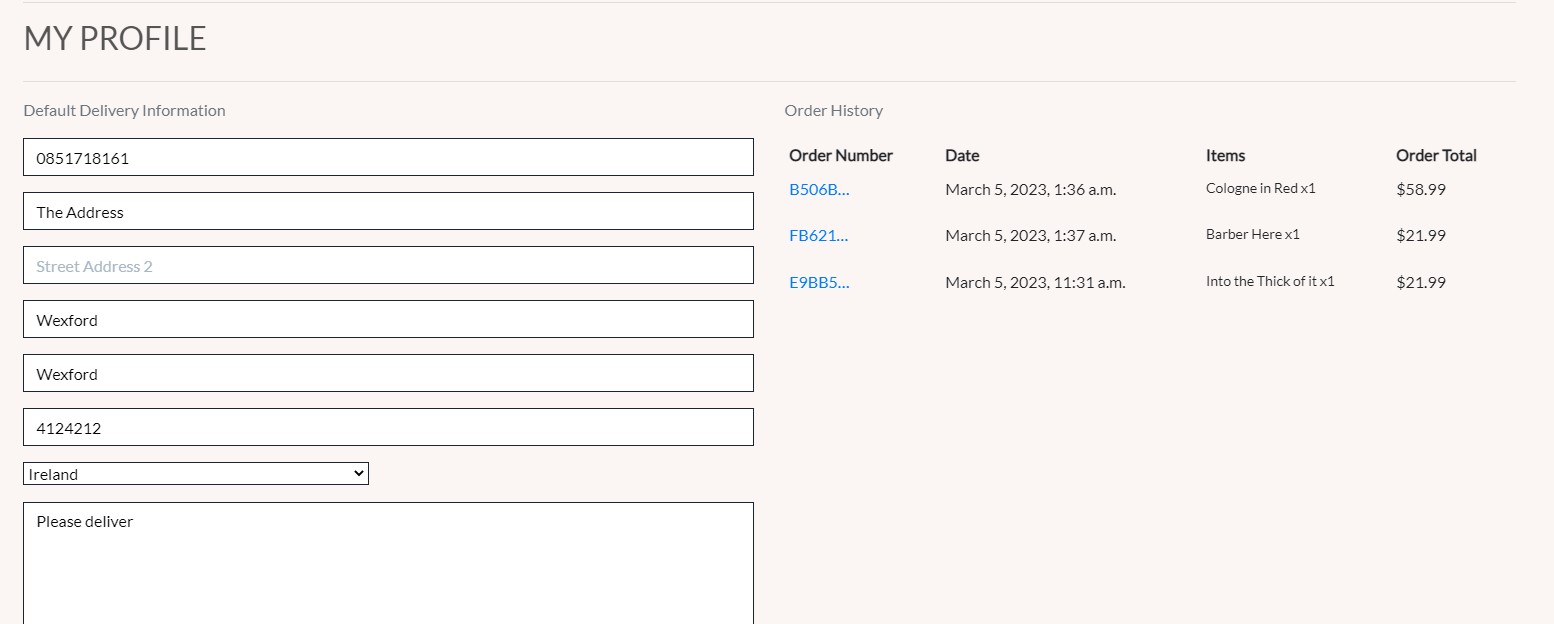 MY PROFILE
Default Delivery Information
0851718161
The Address
Street Address 2
Wexford
Wexford
4124212
Ireland
Please deliver
Order History
Order Number Date Items Order Total
B506B... March 5, 2023, 1:36 a.m. Cologne in Red x1 $58.99
FB621... March 5, 2023, 1:37 a.m. Barber Here x1 $21.99
E9BB5... March 5, 2023, 11:31 a.m. Into the Thick of it x1 $21.99